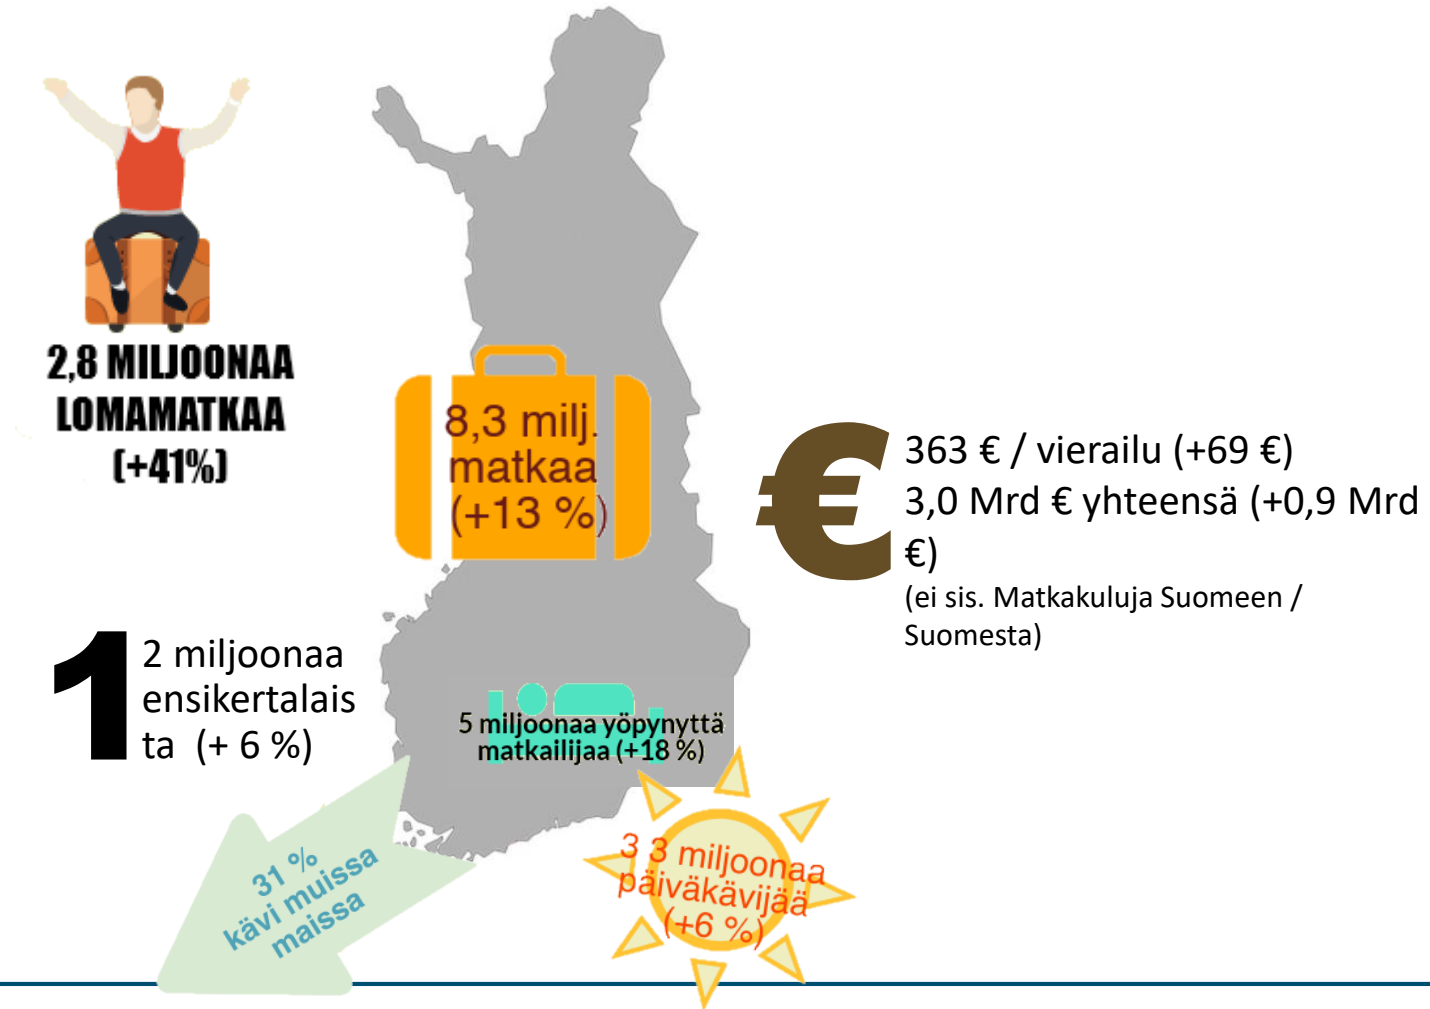 2,8 MILJOONAA
LOMAMATKAA
(+41%)
8,3 milj.
matkaa
(+13 %)
€
363 € / vierailu (+69 €)
3,0 Mrd € yhteensä (+0,9 Mrd
€)
(ei sis. Matkakuluja Suomeen /
Suomesta)
1
2 miljoonaa
ensikertalais
ta (+ 6 %)
5 miljoonaa yöpynyttä
matkailijaa (+18 %)
31 %
kävi muissa
maissa
3 3 miljoonaa
päiväkävijää
(+6 %)